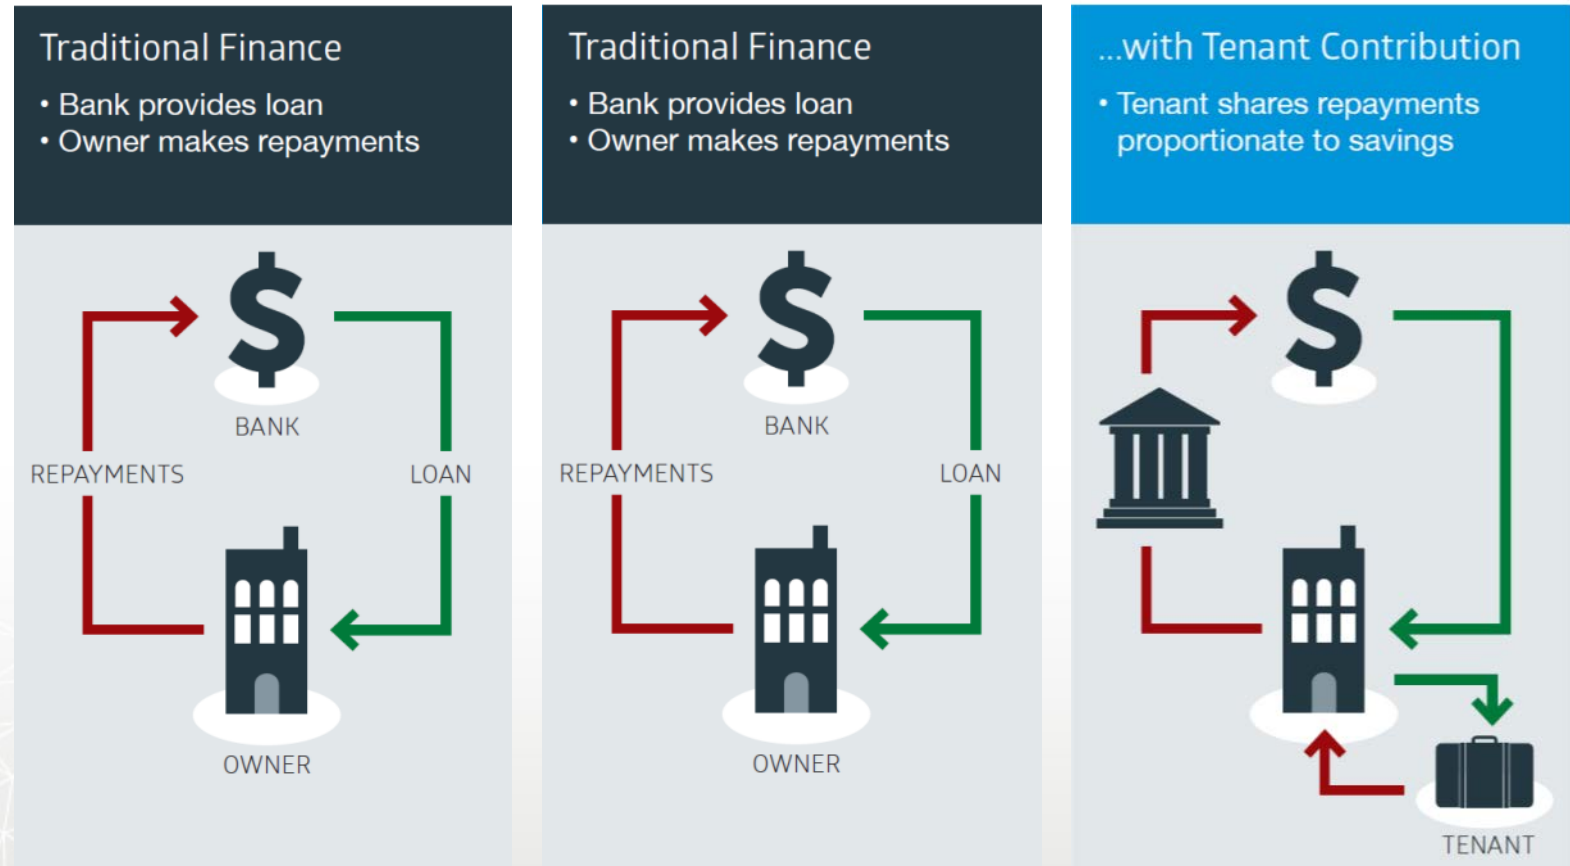 Traditional Finance
• Bank provides loan
• Owner makes repayments
BANK
REPAYMENTS
LOAN
OWNER
Traditional Finance
• Bank provides loan
• Owner makes repayments
BANK
REPAYMENTS
LOAN
OWNER
...with Tenant Contribution
• Tenant shares repayments
proportionate to savings
TENANT